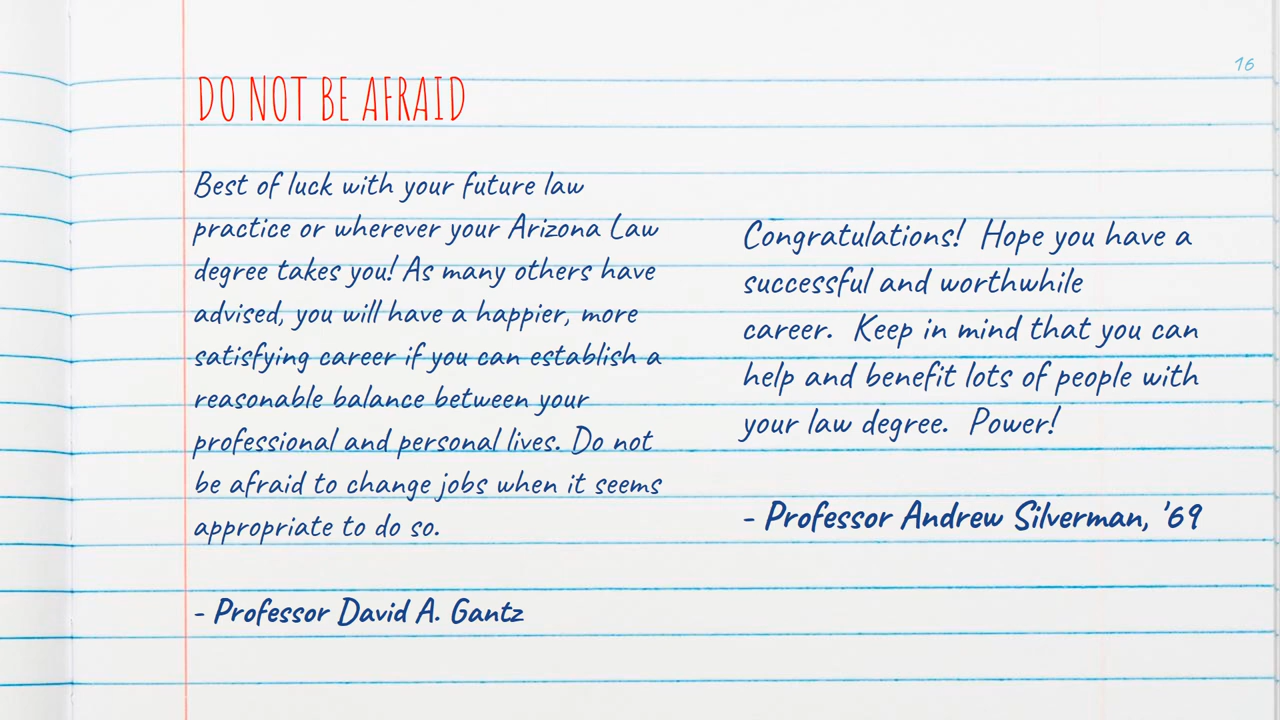 16
DO NOT BE AFRAID
Best of luck with your future law
practice or wherever your Arizona Law
degree takes you! As many others have
advised, you will have a happier, more
satisfying career if you can establish a
reasonable balance between your
professional and personal lives. Do not
be afraid to change jobs when it seems
appropriate to do so.
- Professor David A. Gantz
Congratulations!  Hope you have a
successful and worthwhile
career.  Keep in mind that you can
help and benefit lots of people with
your law degree.  Power!
- Professor Andrew Silverman, '69